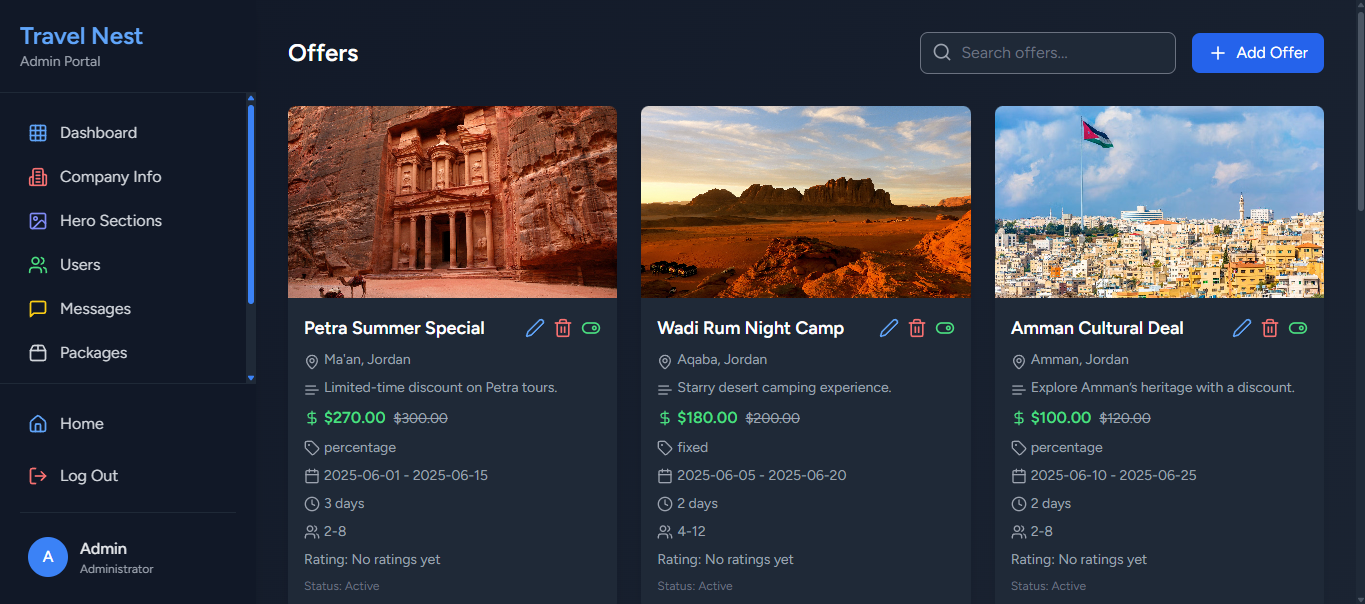 Travel Nest
Admin Portal
Dashboard
Company Info
Hero Sections
Users
Messages
Packages
Home
Log Out
A
Admin
Administrator
Offers
Search offers...
Add Offer
Petra Summer Special
Ma'an, Jordan
Limited-time discount on Petra tours.
$ $270.00 $300.00
percentage
2025-06-01 - 2025-06-15
3 days
2-8
Rating: No ratings yet
Status: Active
Wadi Rum Night Camp
Aqaba, Jordan
Starry desert camping experience.
$ $180.00 $200.00
fixed
2025-06-05 - 2025-06-20
2 days
4-12
Rating: No ratings yet
Status: Active
Amman Cultural Deal
Amman, Jordan
Explore Amman’s heritage with a discount.
$ $100.00 $120.00
percentage
2025-06-10 - 2025-06-25
2 days
2-8
Rating: No ratings yet
Status: Active